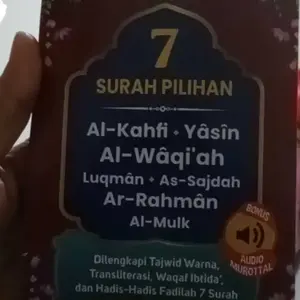 7
SURAH PILIHAN
Al-Kahfi • Yâsîn
Al-Wâqi'ah
Luqmân • As-Sajdah
Ar-Rahmân
Al-Mulk
BONUS
AUDIO
MUROTTAL
Dilengkapi Tajwid Warna,
Transliterasi, Waqaf Ibtida',
dan Hadis-Hadis Fadilah 7 Surah